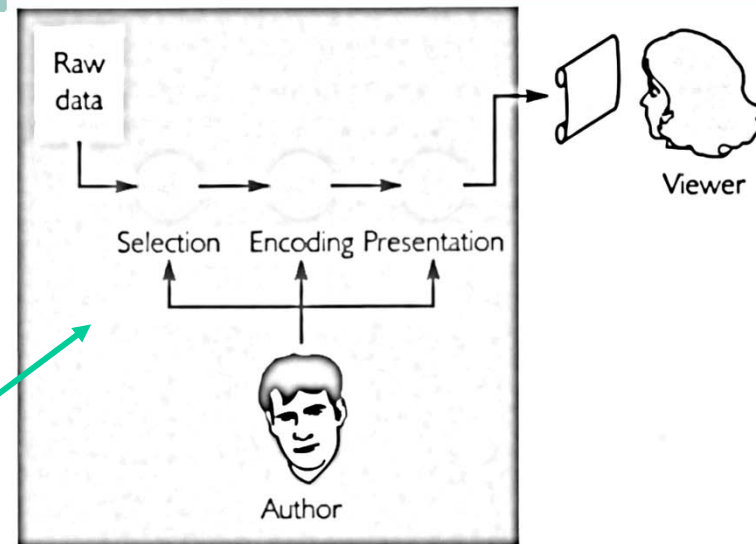 Raw
data
Selection Encoding Presentation
Viewer
Author